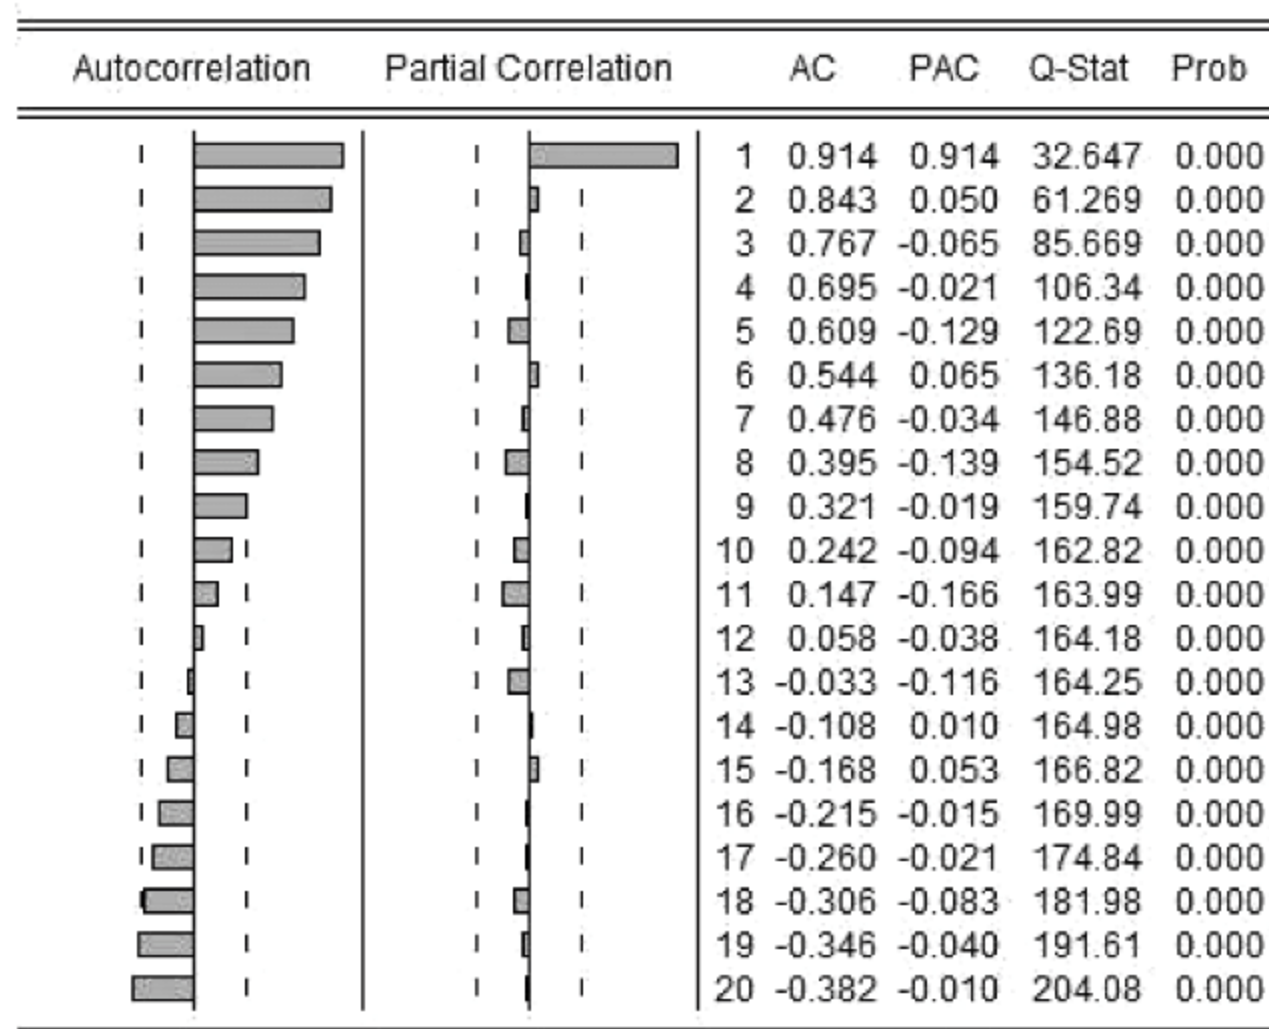 Autocorrelation Partial Correlation AC PAC Q-Stat Prob
1 0.914 0.914 32.647 0.000
2 0.843 0.050 61.269 0.000
3 0.767 -0.065 85.669 0.000
4 0.695 -0.021 106.34 0.000
5 0.609 -0.129 122.69 0.000
6 0.544 0.065 136.18 0.000
7 0.476 -0.034 146.88 0.000
8 0.395 -0.139 154.52 0.000
9 0.321 -0.019 159.74 0.000
10 0.242 -0.094 162.82 0.000
11 0.147 -0.166 163.99 0.000
12 0.058 -0.038 164.18 0.000
13 -0.033 -0.116 164.25 0.000
14 -0.108 0.010 164.98 0.000
15 -0.168 0.053 166.82 0.000
16 -0.215 -0.015 169.99 0.000
17 -0.260 -0.021 174.84 0.000
18 -0.306 -0.083 181.98 0.000
19 -0.346 -0.040 191.61 0.000
20 -0.382 -0.010 204.08 0.000